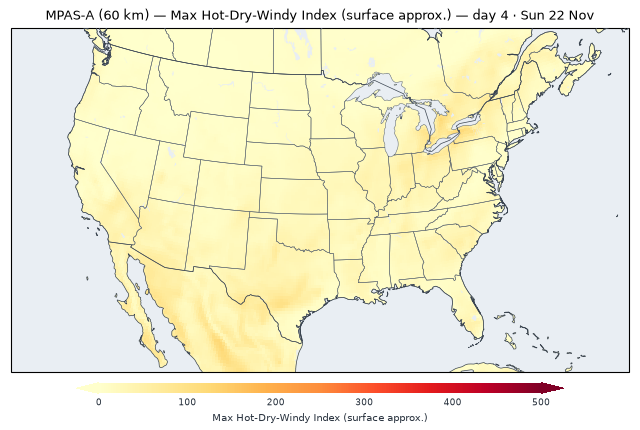 MPAS-A (60 km) — Max Hot-Dry-Windy Index (surface approx.) — day 4 · Sun 22 Nov
0 100 200 300 400 500
Max Hot-Dry-Windy Index (surface approx.)